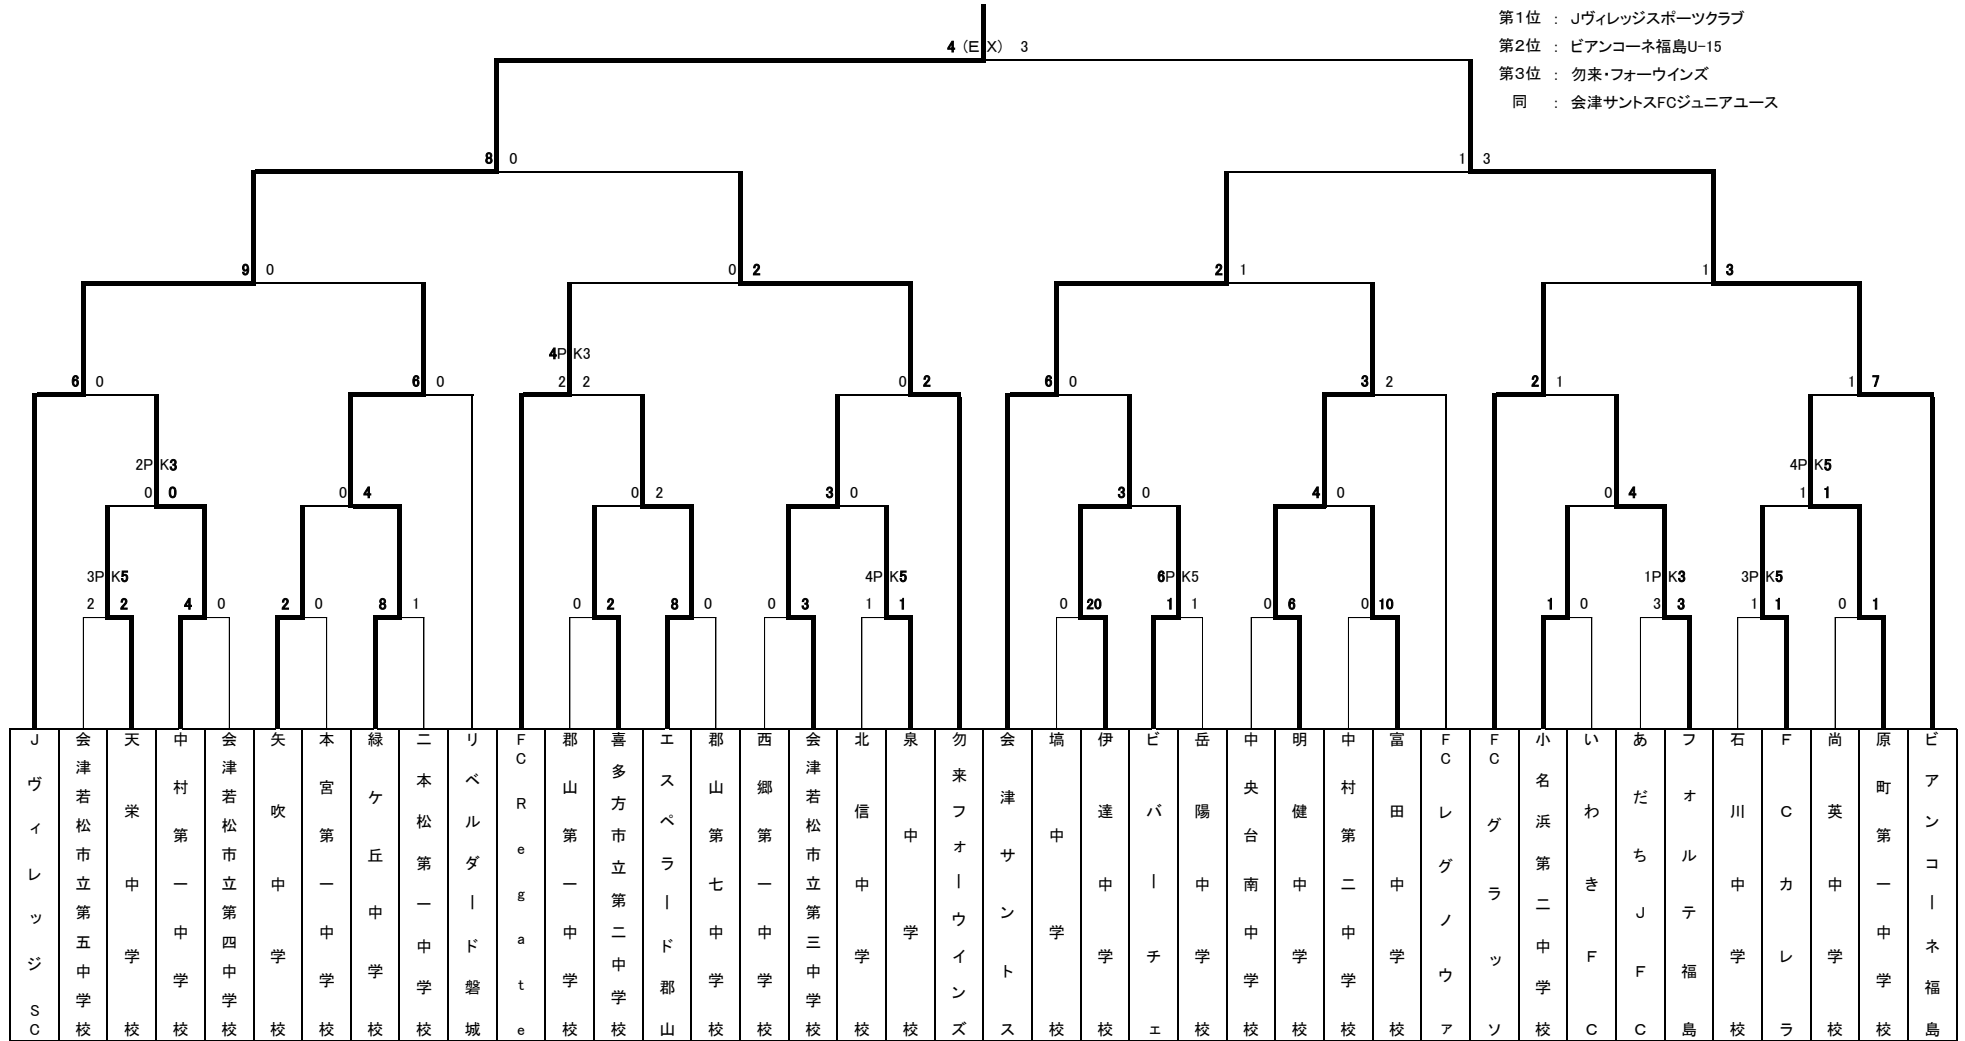 第1位 ： Jヴィレッジスポーツクラブ
第2位 ： ビアンコーネ福島U-15
第3位 ： 勿来・フォーウインズ
同 ： 会津サントスFCジュニアユース
4 (EX) 3
8 0
1 3
9 0
0 2
2 1
1 3
4PK3
6 0
6 0
2 2
0 2
6 0
3 2
2 1
1 7
2PK3
4PK5
0 0
0 4
0 2
3 0
3 0
4 0
0 4
1 1
3PK5
4PK5
6PK5
1PK3
3PK5
2 2
4 0
2 0
8 1
0 2
8 0
0 3
1 1
0 20
1 1
0 6
0 10
1 0
3 3
1 1
0 1
JヴィレッジSC
会津若松市立第五中学校
天栄中学校
中村第一中学校
会津若松市立第四中学校
矢吹中学校
本宮第一中学校
緑ケ丘中学校
二本松第一中学校
リベルダード磐城
FCRegate
郡山第一中学校
喜多方市立第二中学校
エスペラード郡山
郡山第七中学校
西郷第一中学校
会津若松市立第三中学校
北信中学校
泉中学校
勿来フォーウインズ
会津サントス
塙中学校
伊達中学校
ビバーチェ
岳陽中学校
中央台南中学校
明健中学校
中村第二中学校
富田中学校
FCレグノヴァ
FCグラッソ
小名浜第二中学校
いわきFC
あだちJFC
フォルテ福島
石川中学校
FCカレラ
尚英中学校
原町第一中学校
ビアンコーネ福島